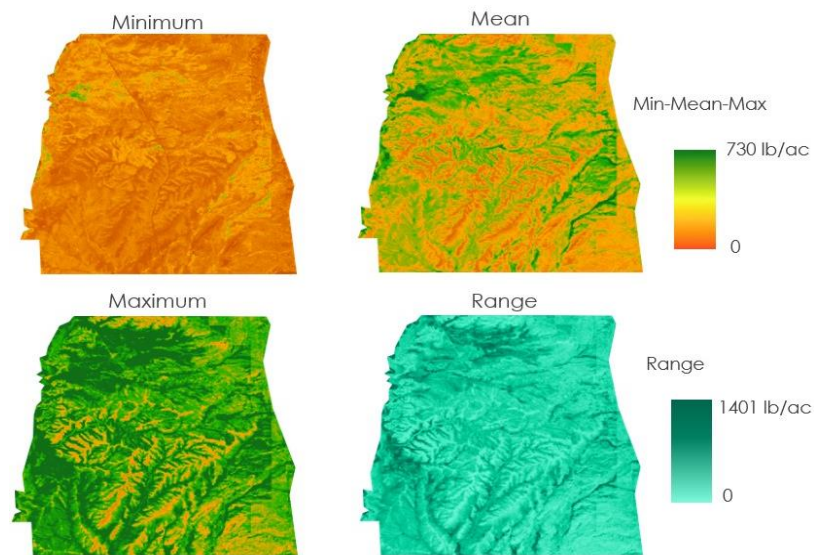 Minimum
Mean
Min-Mean-Max
730 lb/ac
0
Maximum
Range
Range
1401 lb/ac
0